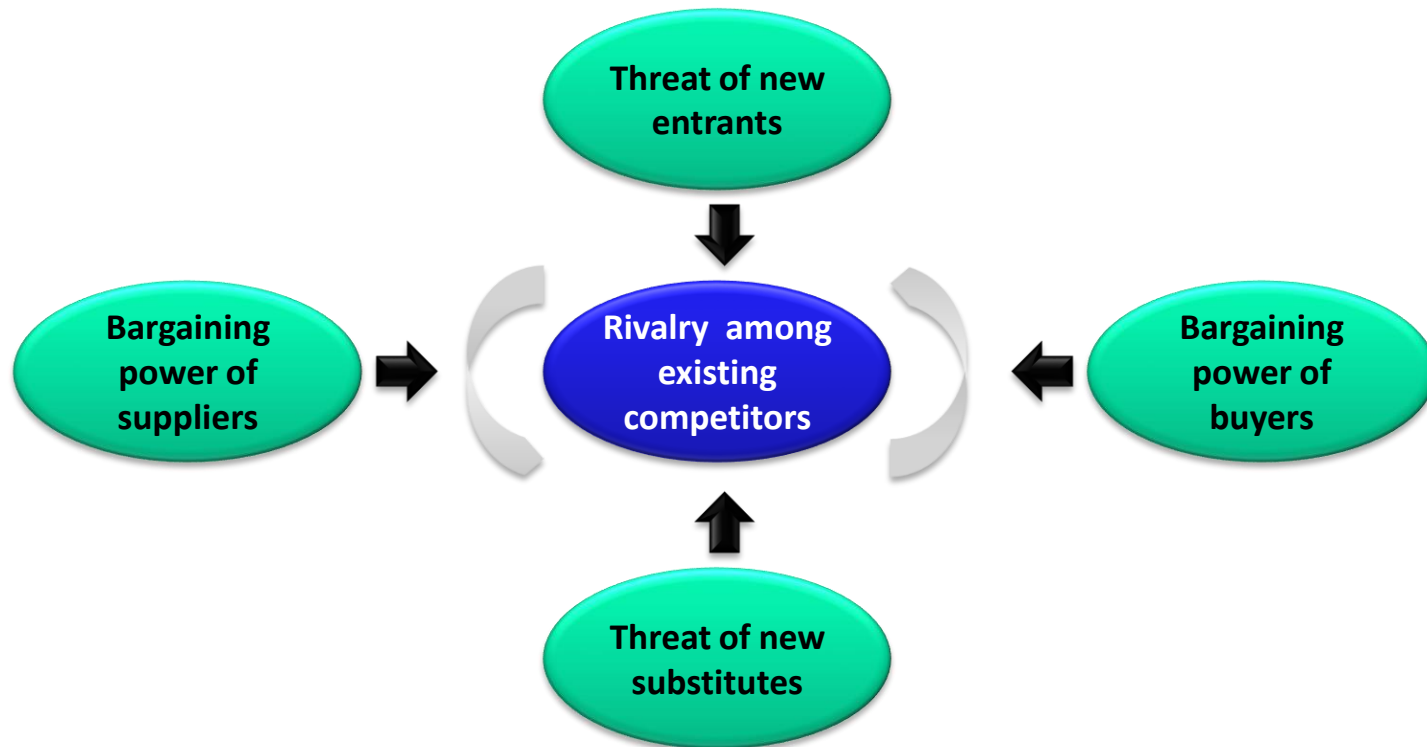 Threat of new
entrants
Bargaining
power of
suppliers
Rivalry  among
existing
competitors
Bargaining
power of
buyers
Threat of new
substitutes